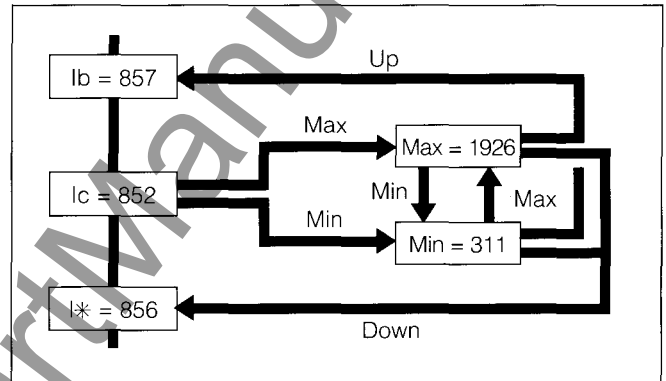 Up
Ib = 857
Max
Max = 1926
Ic = 852
Min
Max
Min
Min = 311
I✳ = 856
Down